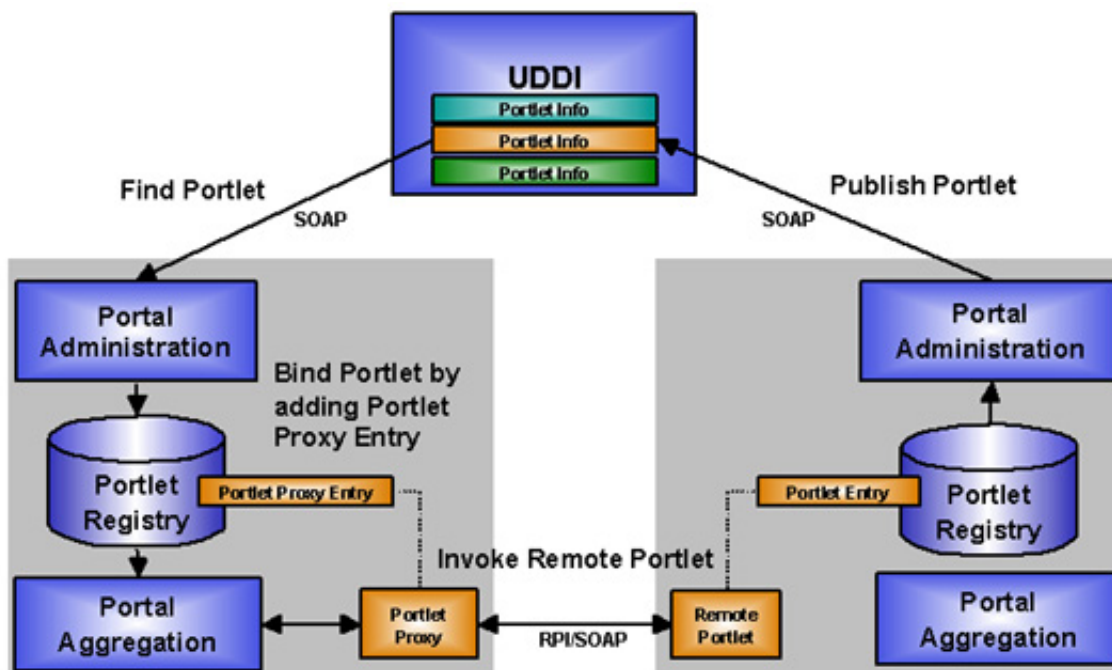 UDDI
Portlet Info
Portlet Info
Portlet Info
Find Portlet
SOAP
Publish Portlet
SOAP
Portal
Administration
Bind Portlet by
adding Portlet
Proxy Entry
Portlet
Registry
Portlet Proxy Entry
Portal
Aggregation
Portlet
Proxy
Invoke Remote Portlet
RPI/SOAP
Portal
Administration
Portlet Entry
Portlet
Registry
Remote
Portlet
Portal
Aggregation